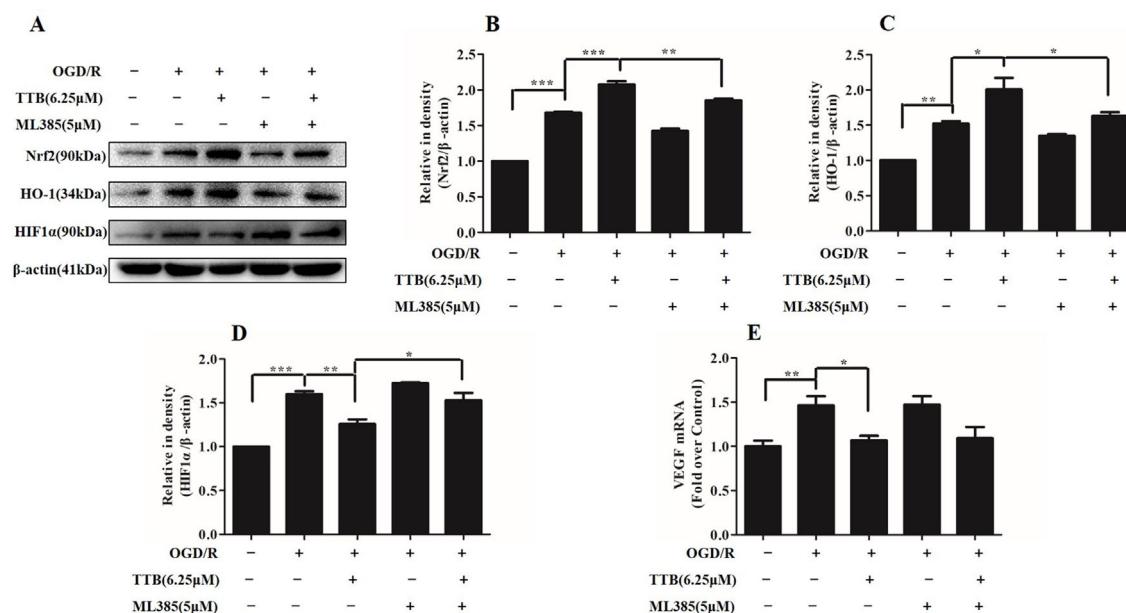 A
OGD/R − + + + +
TTB(6.25μM) − − + − +
ML385(5μM) − − − + +
Nrf2(90kDa)
HO-1(34kDa)
HIF1α(90kDa)
β-actin(41kDa)
B
Relative in density
(Nrf2/β -actin)
2.5
2.0
1.5
1.0
0.5
0.0
*** *** **
OGD/R − + + + +
TTB(6.25μM) − − + − +
ML385(5μM) − − − + +
C
Relative in density
(HO-1/β -actin)
2.5
2.0
1.5
1.0
0.5
0.0
** * *
OGD/R − + + + +
TTB(6.25μM) − − + − +
ML385(5μM) − − − + +
D
Relative in density
(HIF1α /β -actin)
2.0
1.5
1.0
0.5
0.0
*** ** *
OGD/R − + + + +
TTB(6.25μM) − − + − +
ML385(5μM) − − − + +
E
VEGF mRNA
(Fold over Control)
2.0
1.5
1.0
0.5
0.0
** *
OGD/R − + + + +
TTB(6.25μM) − − + − +
ML385(5μM) − − − + +